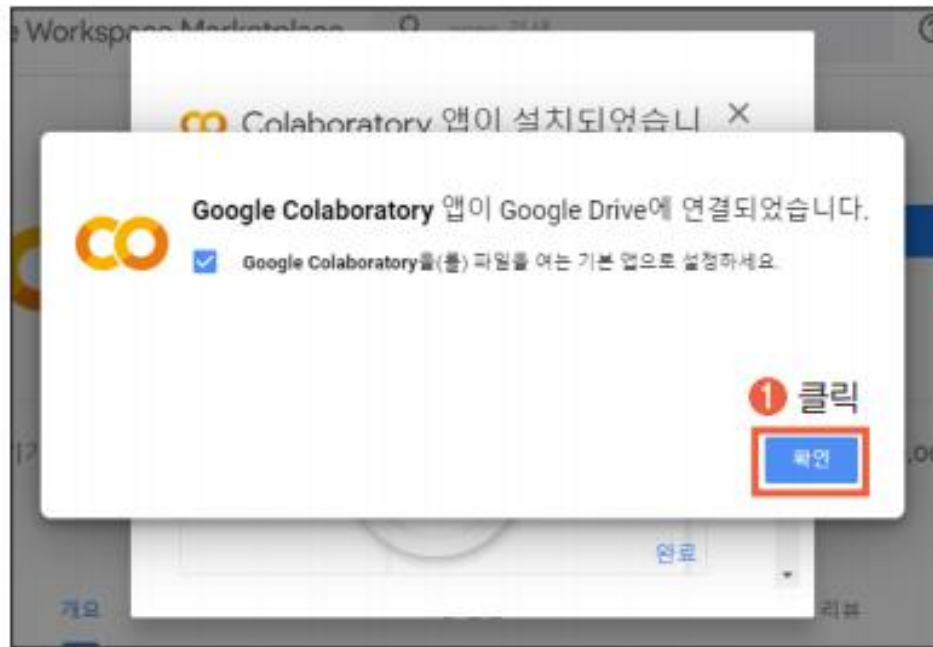 Workspace Marketplace
Colaboratory 앱이 설치되었습니
Google Colaboratory 앱이 Google Drive에 연결되었습니다.
Google Colaboratory을(를) 파일을 여는 기본 앱으로 설정하세요.
1 클릭
확인
완료
개요
리뷰